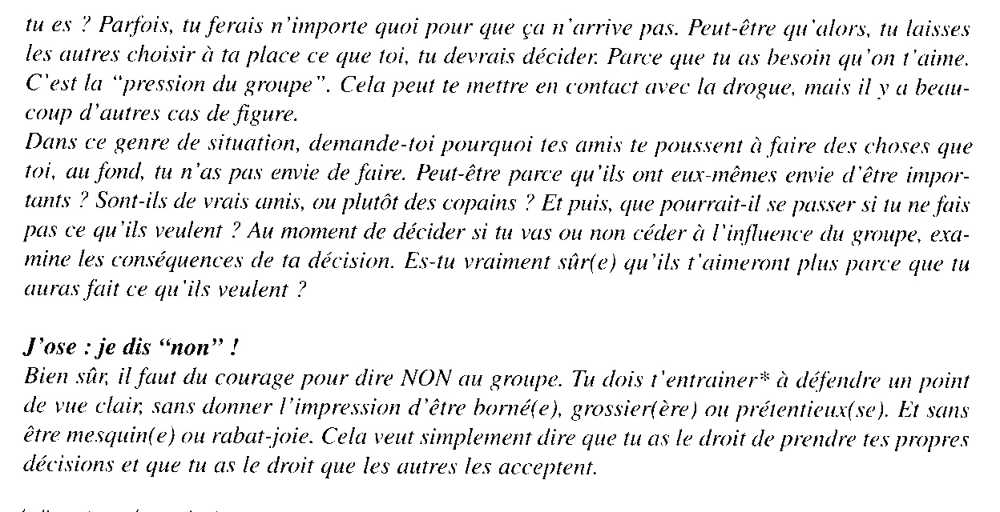 tu es ? Parfois, tu ferais n'importe quoi pour que ça n'arrive pas. Peut-être qu'alors, tu laisses
les autres choisir à ta place ce que toi, tu devrais décider. Parce que tu as besoin qu'on t'aime.
C'est la “pression du groupe”. Cela peut te mettre en contact avec la drogue, mais il y a beau-
coup d'autres cas de figure.
Dans ce genre de situation, demande-toi pourquoi tes amis te poussent à faire des choses que
toi, au fond, tu n'as pas envie de faire. Peut-être parce qu'ils ont eux-mêmes envie d'être impor-
tants ? Sont-ils de vrais amis, ou plutôt des copains ? Et puis, que pourrait-il se passer si tu ne fais
pas ce qu'ils veulent ? Au moment de décider si tu vas ou non céder à l'influence du groupe, exa-
mine les conséquences de ta décision. Es-tu vraiment sûr(e) qu'ils t'aimeront plus parce que tu
auras fait ce qu'ils veulent ?
J'ose : je dis “non” !
Bien sûr, il faut du courage pour dire NON au groupe. Tu dois t'entrainer* à défendre un point
de vue clair, sans donner l'impression d'être borné(e), grossier(ère) ou prétentieux(se). Et sans
être mesquin(e) ou rabat-joie. Cela veut simplement dire que tu as le droit de prendre tes propres
décisions et que tu as le droit que les autres les acceptent.